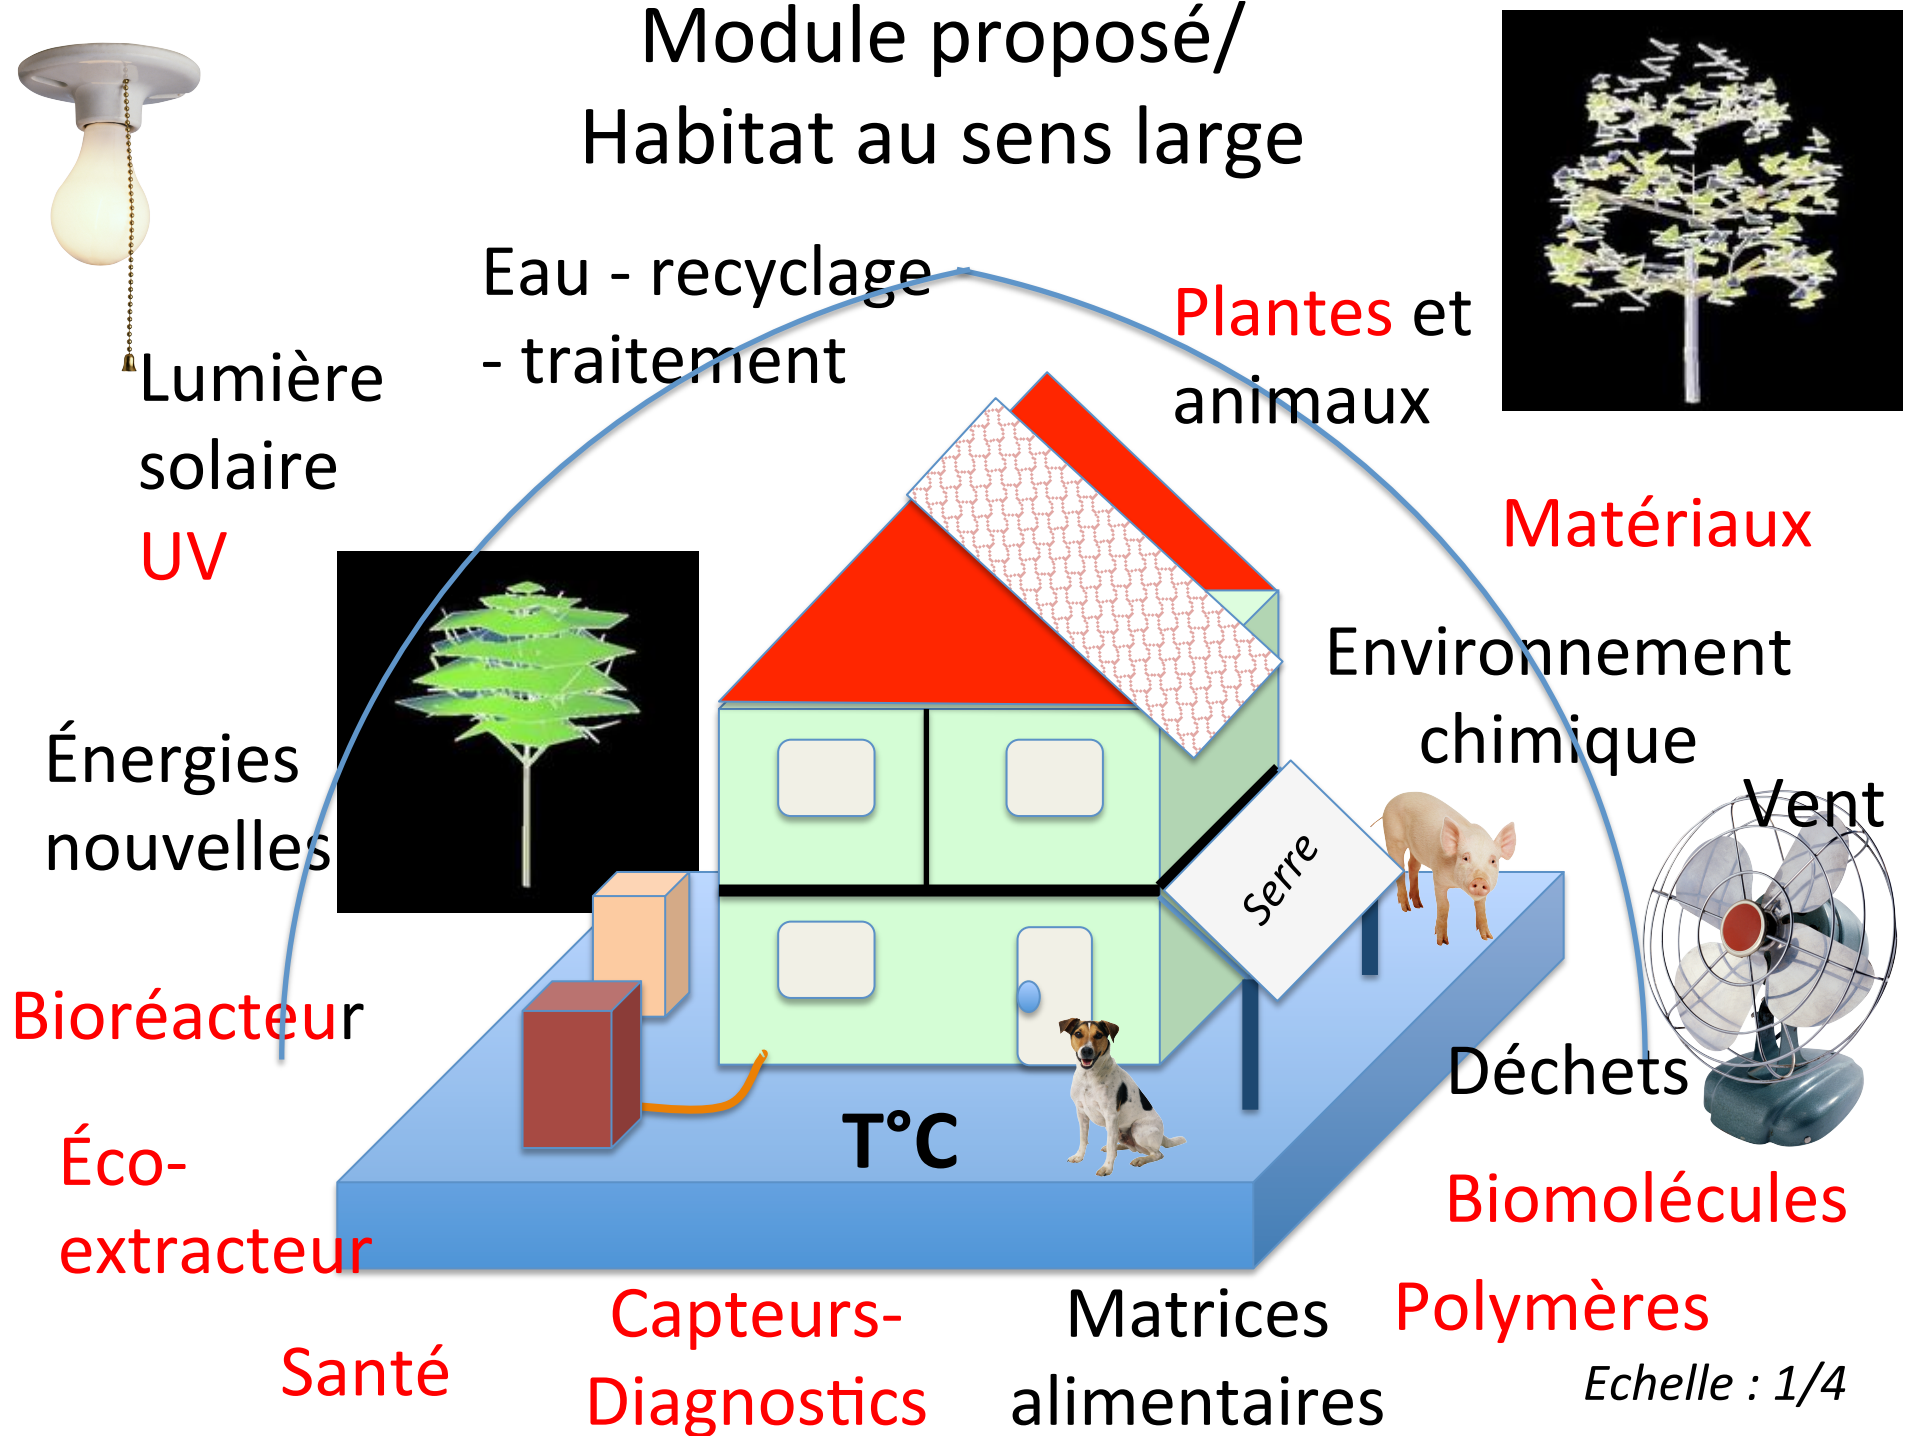 Module proposé/
Habitat au sens large
Eau - recyclage
- traitement
Plantes et
animaux
Lumière
solaire
UV
Matériaux
Environnement
chimique
Énergies
nouvelles
Vent
Serre
Bioréacteur
Déchets
T°C
Éco-
extracteur
Biomolécules
Capteurs-
Diagnostics
Matrices
alimentaires
Polymères
Santé
Echelle : 1/4